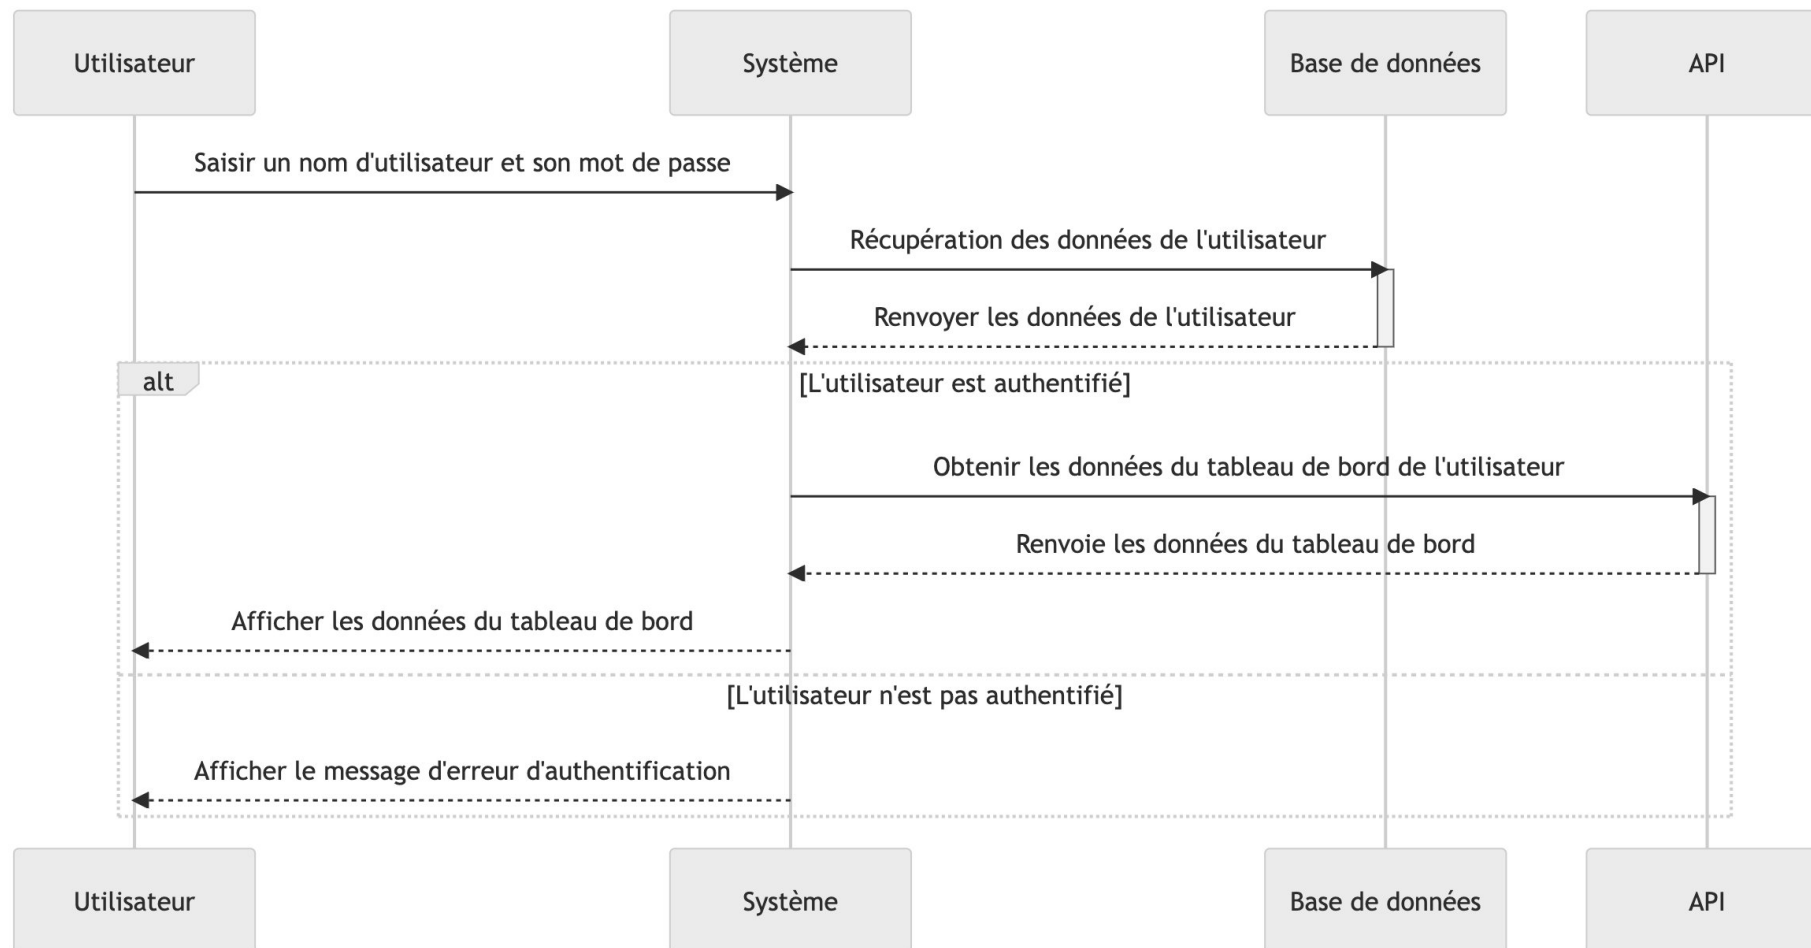 Utilisateur
Système
Base de données
API
Saisir un nom d'utilisateur et son mot de passe
Récupération des données de l'utilisateur
Renvoyer les données de l'utilisateur
alt
[L'utilisateur est authentifié]
Obtenir les données du tableau de bord de l'utilisateur
Renvoie les données du tableau de bord
Afficher les données du tableau de bord
[L'utilisateur n'est pas authentifié]
Afficher le message d'erreur d'authentification
Utilisateur
Système
Base de données
API